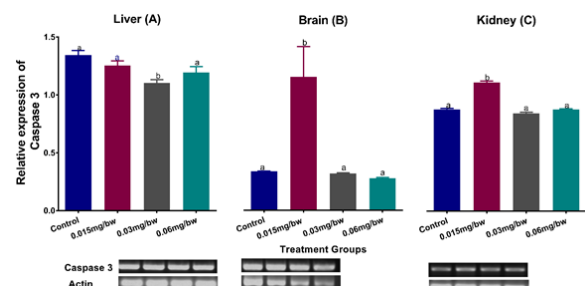 Liver (A) Brain (B) Kidney (C)
Relative expression of
Caspase 3
1.5
1.0
0.5
0.0
a a b a
a b a a
a b a a
Control 0.015mg/bw 0.03mg/bw 0.06mg/bw
Control 0.015mg/bw 0.03mg/bw 0.06mg/bw
Control 0.015mg/bw 0.03mg/bw 0.06mg/bw
Treatment Groups
Caspase 3
Actin